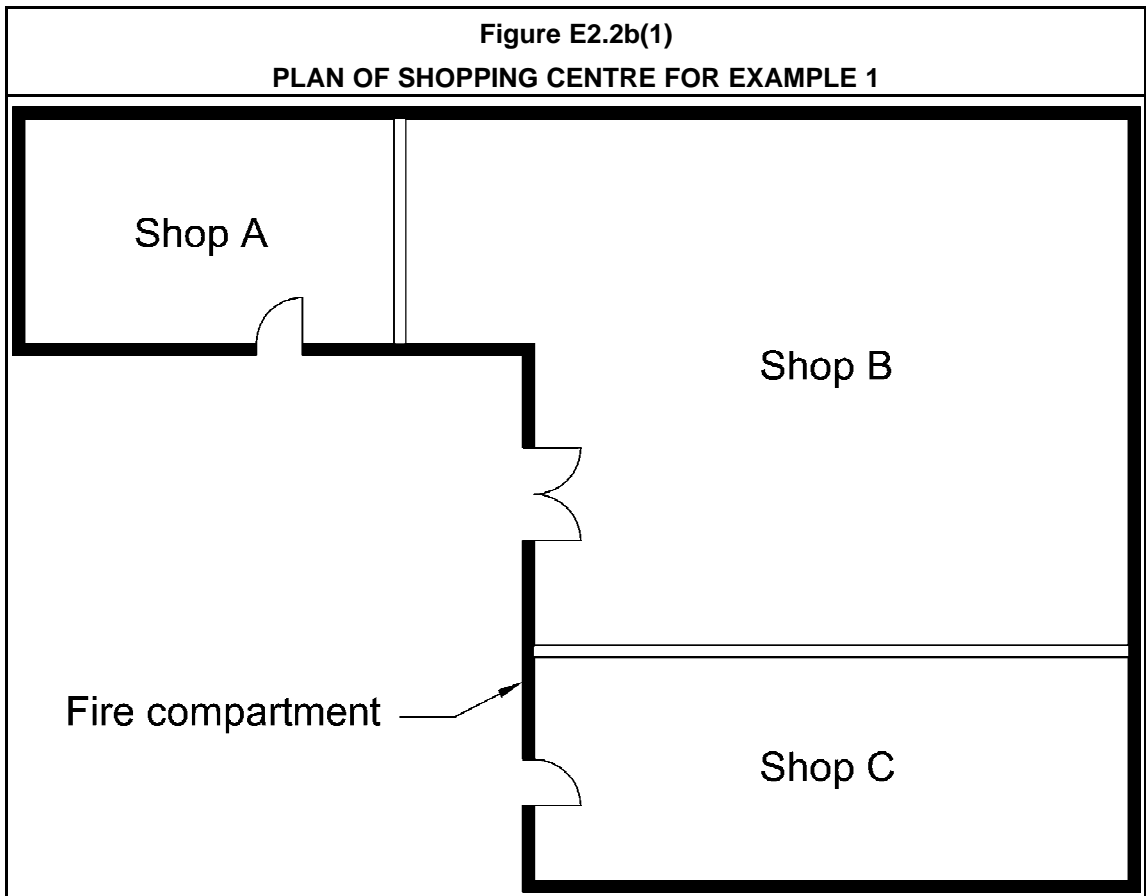 Figure E2.2b(1)
PLAN OF SHOPPING CENTRE FOR EXAMPLE 1
Shop A
Shop B
Fire compartment
Shop C